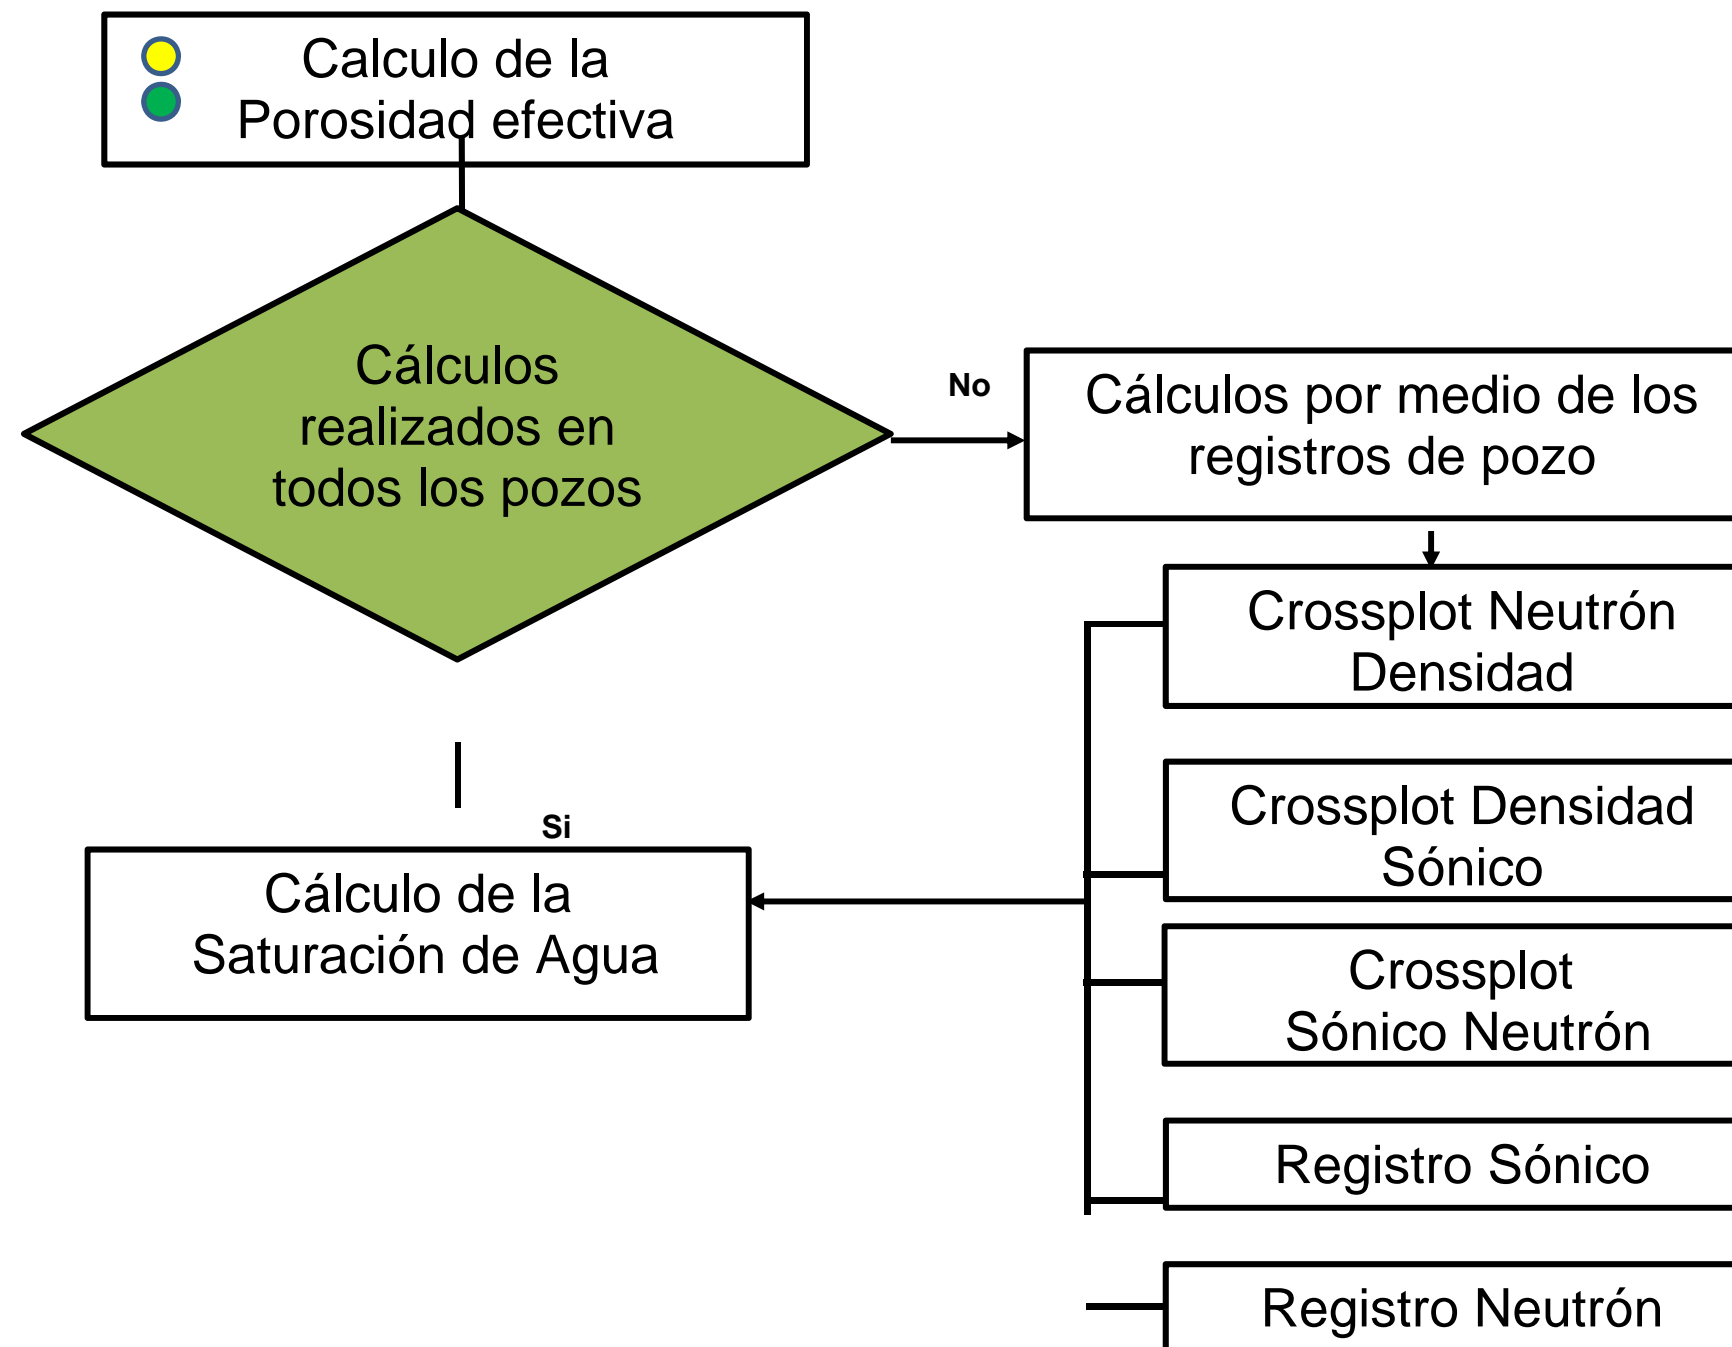 Calculo de la
Porosidad efectiva
Cálculos
realizados en
todos los pozos
No
Cálculos por medio de los
registros de pozo
Crossplot Neutrón
Densidad
Crossplot Densidad
Sónico
Si
Cálculo de la
Saturación de Agua
Crossplot
Sónico Neutrón
Registro Sónico
Registro Neutrón